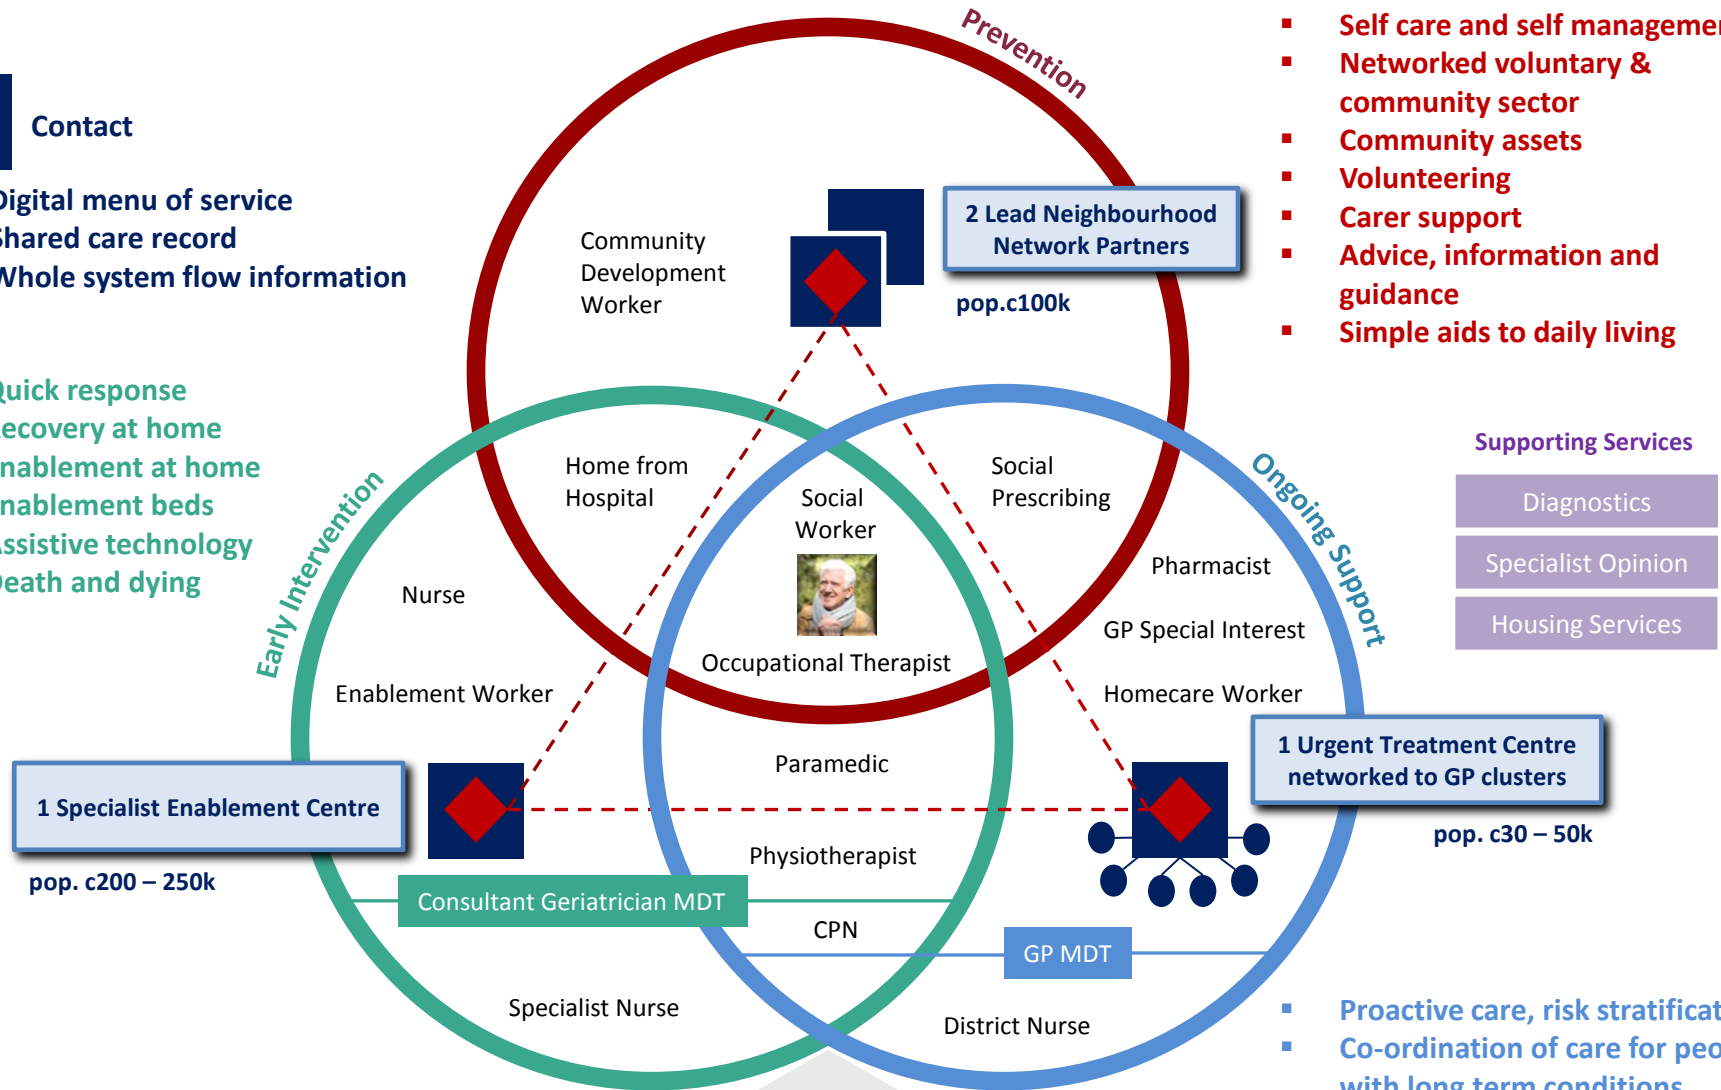 Prevention
Contact
Digital menu of service
Shared care record
Whole system flow information
Self care and self
Networked voluntary &
community sector
Community assets
Volunteering
Carer support
Advice, information and
guidance
Simple aids to daily living
Community
Development
Worker
2 Lead Neighbourhood
Network Partners
pop.c100k
Quick response
Recovery at home
Enablement at home
Enablement beds
Assistive technology
Death and dying
Early Intervention
Home from
Hospital
Social
Worker
Social
Prescribing
Ongoing Support
Supporting Services
Diagnostics
Specialist Opinion
Housing Services
Nurse
Pharmacist
GP Special Interest
Occupational Therapist
Enablement Worker
Homecare Worker
1 Specialist Enablement Centre
pop. c200 – 250k
Paramedic
1 Urgent Treatment Centre
networked to GP clusters
pop. c30 – 50k
Physiotherapist
Consultant Geriatrician MDT
CPN
GP MDT
Specialist Nurse
District Nurse
Proactive care, risk
Co-ordination of care for
with long term conditions